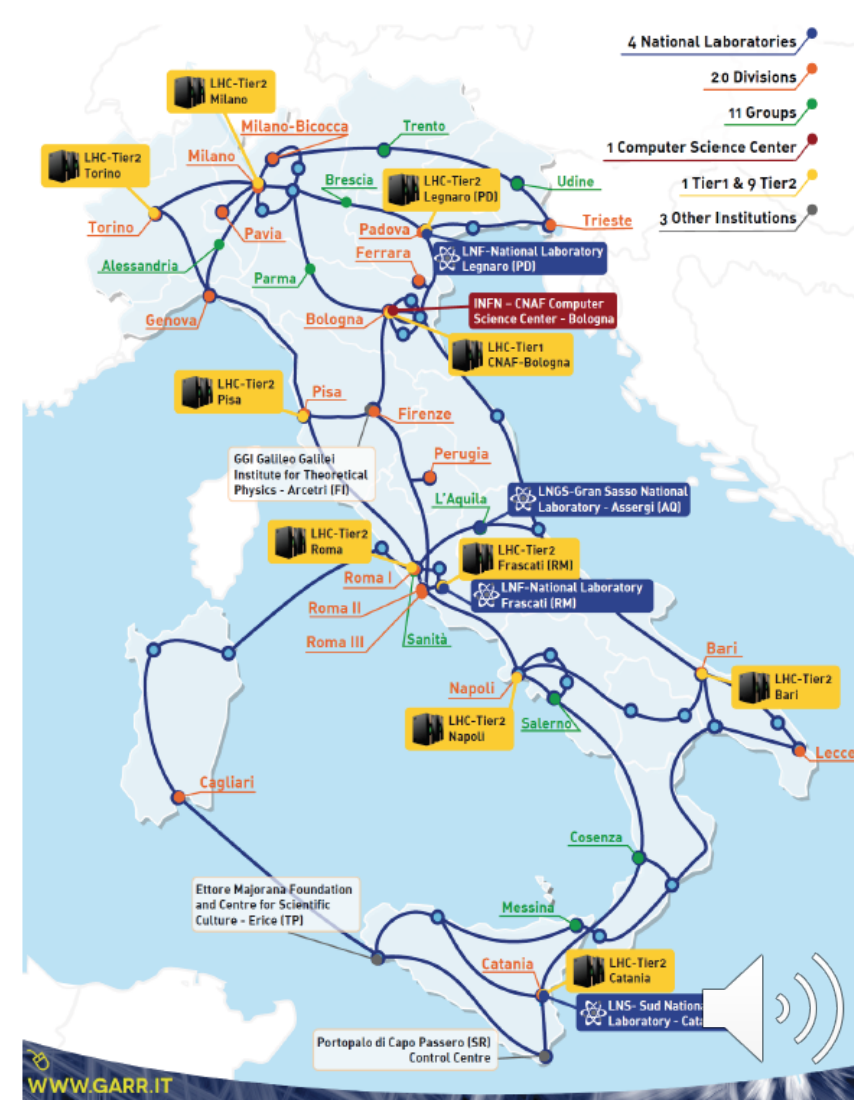 4 National Laboratories
20 Divisions
11 Groups
1 Computer Science Center
1 Tier1 & 9 Tier2
3 Other Institutions
LHC-Tier2
Milano
Milano-Bicocca
Trento
Milano
LHC-Tier2
Torino
Brescia
LHC-Tier2
Legnaro (PD)
Udine
Torino
Pavia
Padova
Trieste
Ferrara
LNF-National Laboratory
Legnaro (PD)
Alessandria
Parma
Genova
Bologna
INFN – CNAF Computer
Science Center - Bologna
LHC-Tier1
CNAF-Bologna
LHC-Tier2
Pisa
Pisa
Firenze
GGI Galileo Galilei
Institute for Theoretical
Physics - Arcetri (FI)
Perugia
L'Aquila
LNGS-Gran Sasso National
Laboratory - Assergi (AQ)
LHC-Tier2
Roma
LHC-Tier2
Frascati (RM)
Roma I
LNF-National Laboratory
Frascati (RM)
Roma II
Roma III
Sanità
Bari
LHC-Tier2
Bari
Napoli
LHC-Tier2
Napoli
Salerno
Lecce
Cagliari
Cosenza
Ettore Majorana Foundation
and Centre for Scientific
Culture - Erice (TP)
Messina
Catania
LHC-Tier2
Catania
LNS- Sud
Laboratory -
Portopalo di Capo Passero (SR)
Control Centre
WWW.GARR.IT